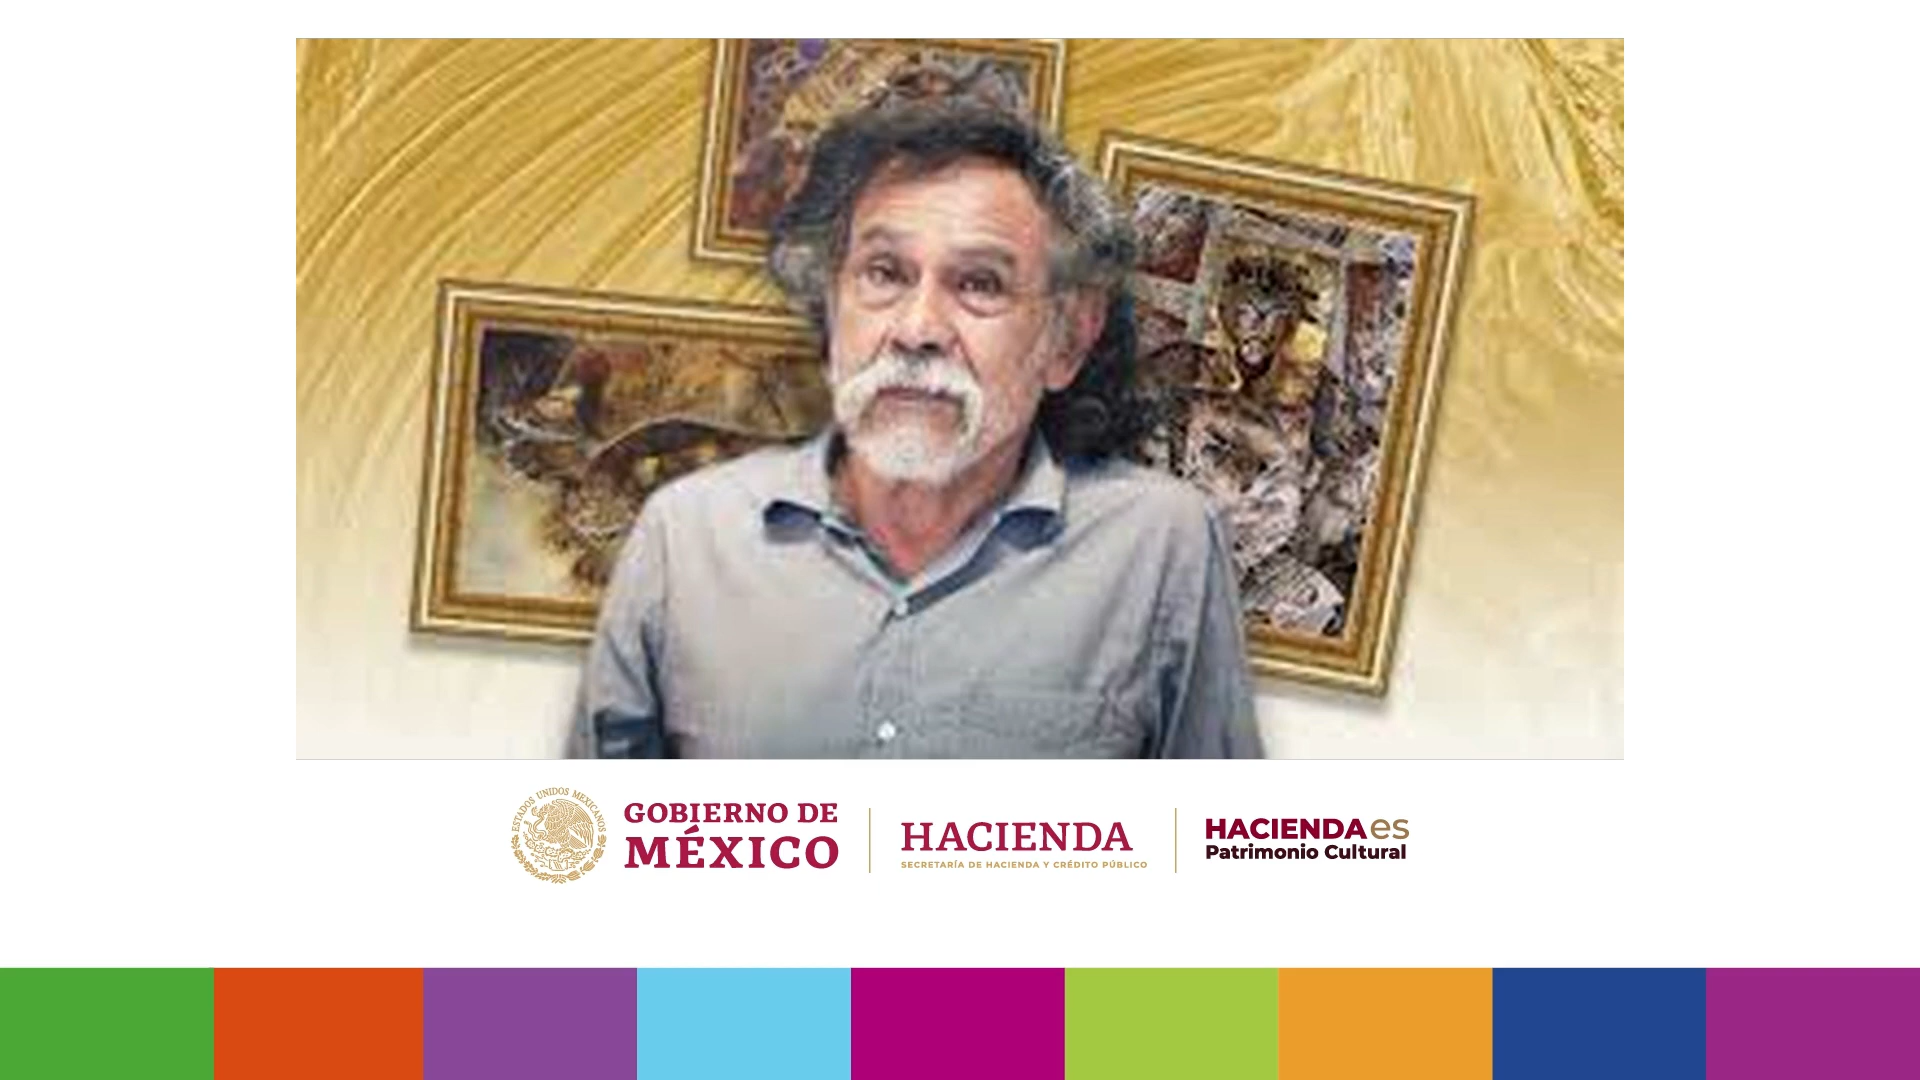 ESTADOS UNIDOS MEXICANOS
GOBIERNO DE
MÉXICO
HACIENDA
SECRETARÍA DE HACIENDA Y CRÉDITO PÚBLICO
HACIENDA es
Patrimonio Cultural